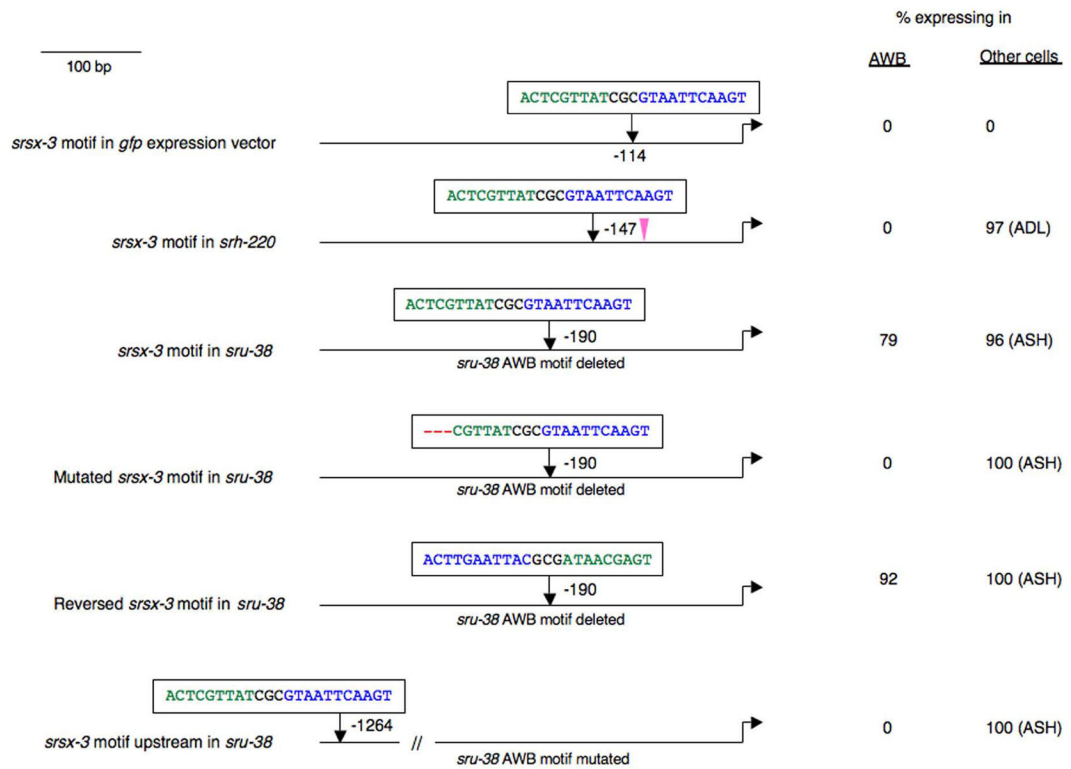 % expressing in
100 bp
AWB Other cells
ACTCGTTATCGCGTAATTCAAGT
srsx-3 motif in gfp expression vector
-114
0 0
ACTCGTTATCGCGTAATTCAAGT
-147
srsx-3 motif in srh-220
0 97 (ADL)
ACTCGTTATCGCGTAATTCAAGT
-190
srsx-3 motif in sru-38
sru-38 AWB motif deleted
79 96 (ASH)
---CGTTATCGCGTAATTCAAGT
-190
Mutated srsx-3 motif in sru-38
sru-38 AWB motif deleted
0 100 (ASH)
ACTTGAATTACGCGATAACGAGT
-190
Reversed srsx-3 motif in sru-38
sru-38 AWB motif deleted
92 100 (ASH)
ACTCGTTATCGCGTAATTCAAGT
-1264
srsx-3 motif upstream in sru-38
//
sru-38 AWB motif mutated
0 100 (ASH)